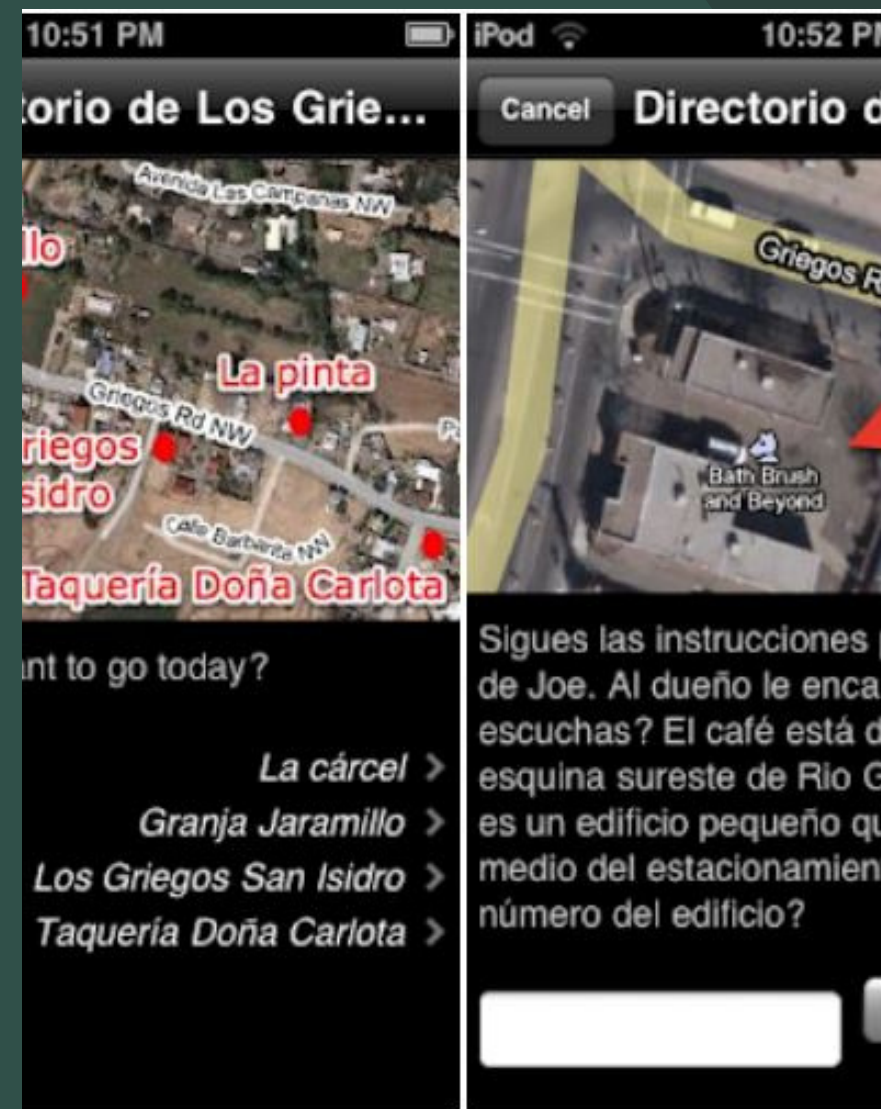 10:51 PM
torio de Los Grie...
Avenida Las Campanas NW
llo
La pinta
Griegos Rd NW
riegos
sidro
Calle Barbarita NW
Taquería Doña Carlota
ant to go today?
La cárcel >
Granja Jaramillo >
Los Griegos San Isidro >
Taquería Doña Carlota >
iPod
10:52 PM
Cancel
Directorio d
Griegos R
Bath Brush
and Beyond
Sigues las instrucciones p
de Joe. Al dueño le enca
escuchas? El café está d
esquina sureste de Rio G
es un edificio pequeño qu
medio del estacionamien
número del edificio?